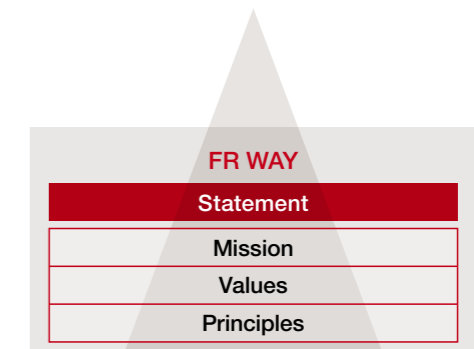 FR WAY
Statement
Mission
Values
Principles